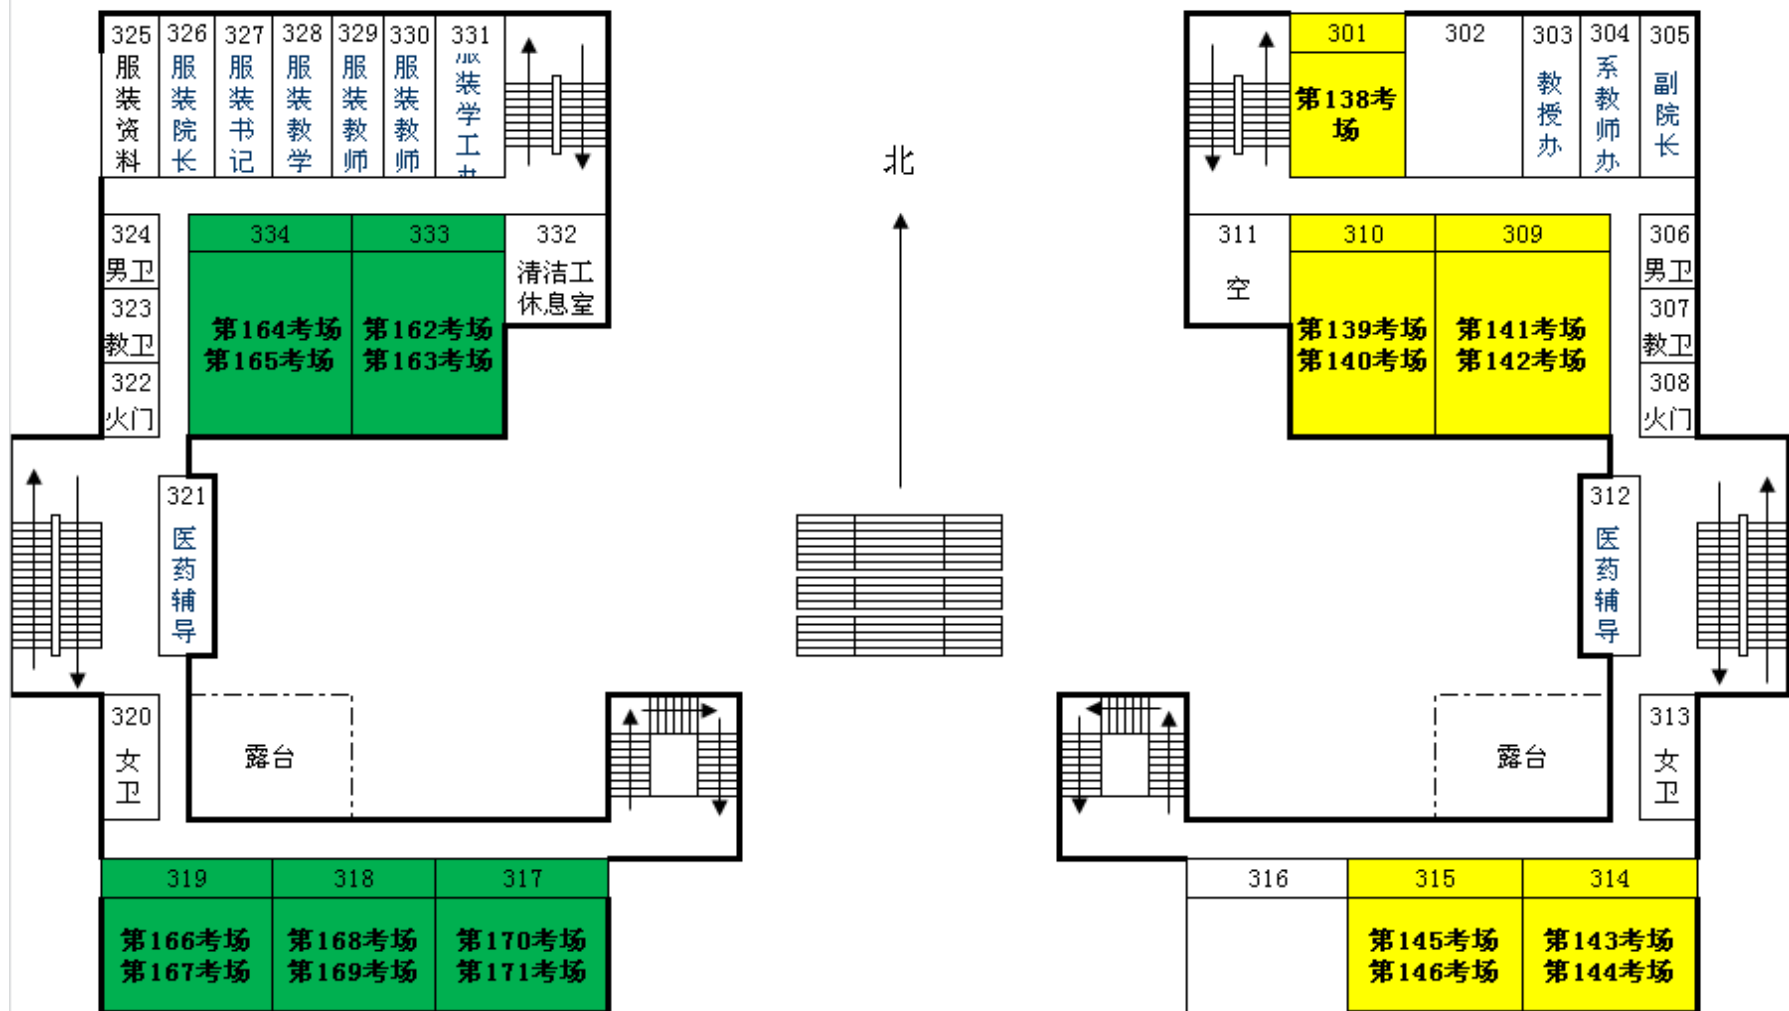 325 326 327 328 329 330 331
服装资料
服装院长
服装书记
服装教学
服装教师
服装教师
服装学工办
301 302 303 304 305
第138考
场
教授办
系教师办
副院长
北
324
男卫
323
教卫
322
火门
334 333 332
第164考场
第165考场
第162考场
第163考场
清洁工
休息室
311
空
310 309
第139考场
第140考场
第141考场
第142考场
306
男卫
307
教卫
308
火门
321
医药辅导
312
医药辅导
320
女卫
露台
露台
313
女卫
319 318 317
第166考场
第167考场
第168考场
第169考场
第170考场
第171考场
316 315 314
第145考场
第146考场
第143考场
第144考场